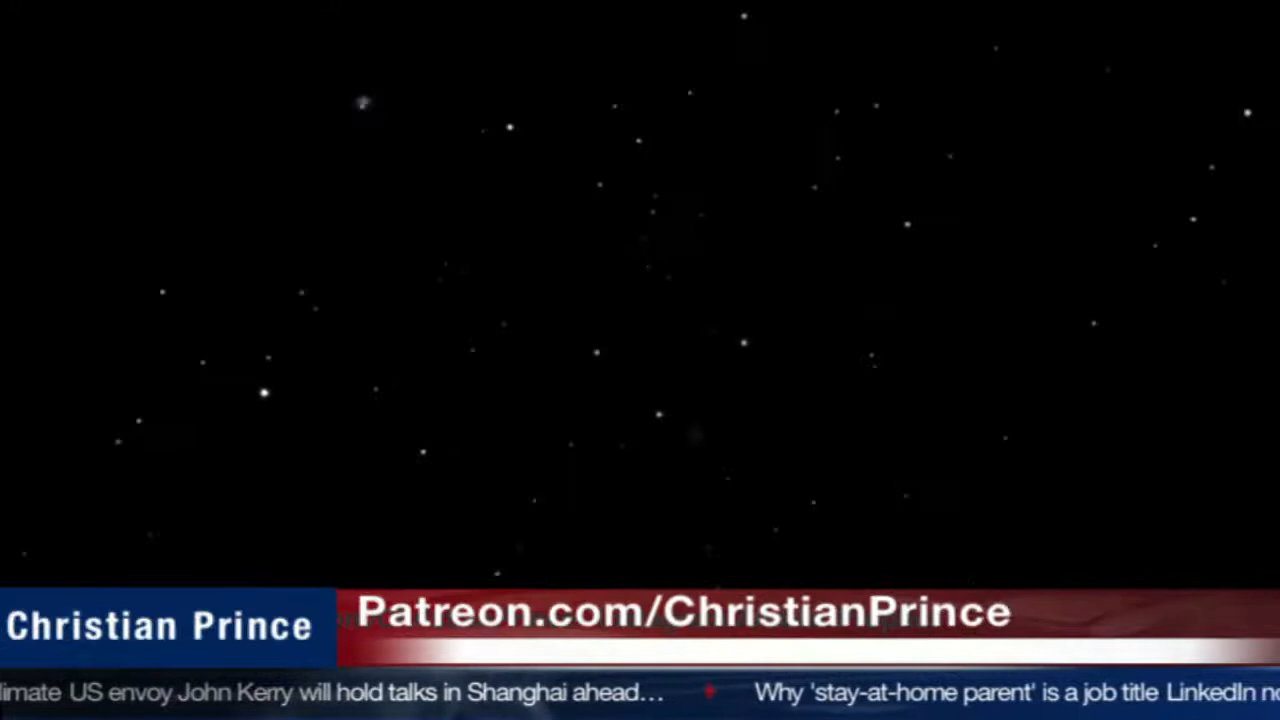 Patreon.com/ChristianPrince
Christian Prince
limate US envoy John Kerry will hold talks in Shanghai ahead… Why 'stay-at-home parent' is a job title LinkedIn